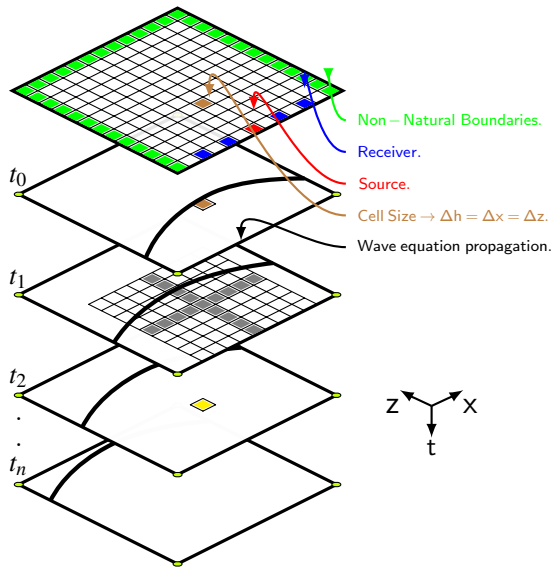 Non – Natural Boundaries.
Receiver.
t₀
Source.
Cell Size → Δh = Δx = Δz.
Wave equation propagation.
t₁
t₂
.
.
z x
t
tₙ